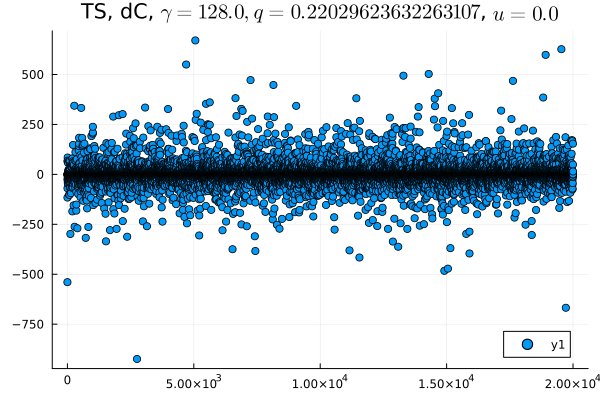 TS, dC, γ = 128.0, q = 0.22029623632263107, u = 0.0
500
250
0
−250
−500
−750
0 5.00×10³ 1.00×10⁴ 1.50×10⁴ 2.00×10⁴
y1